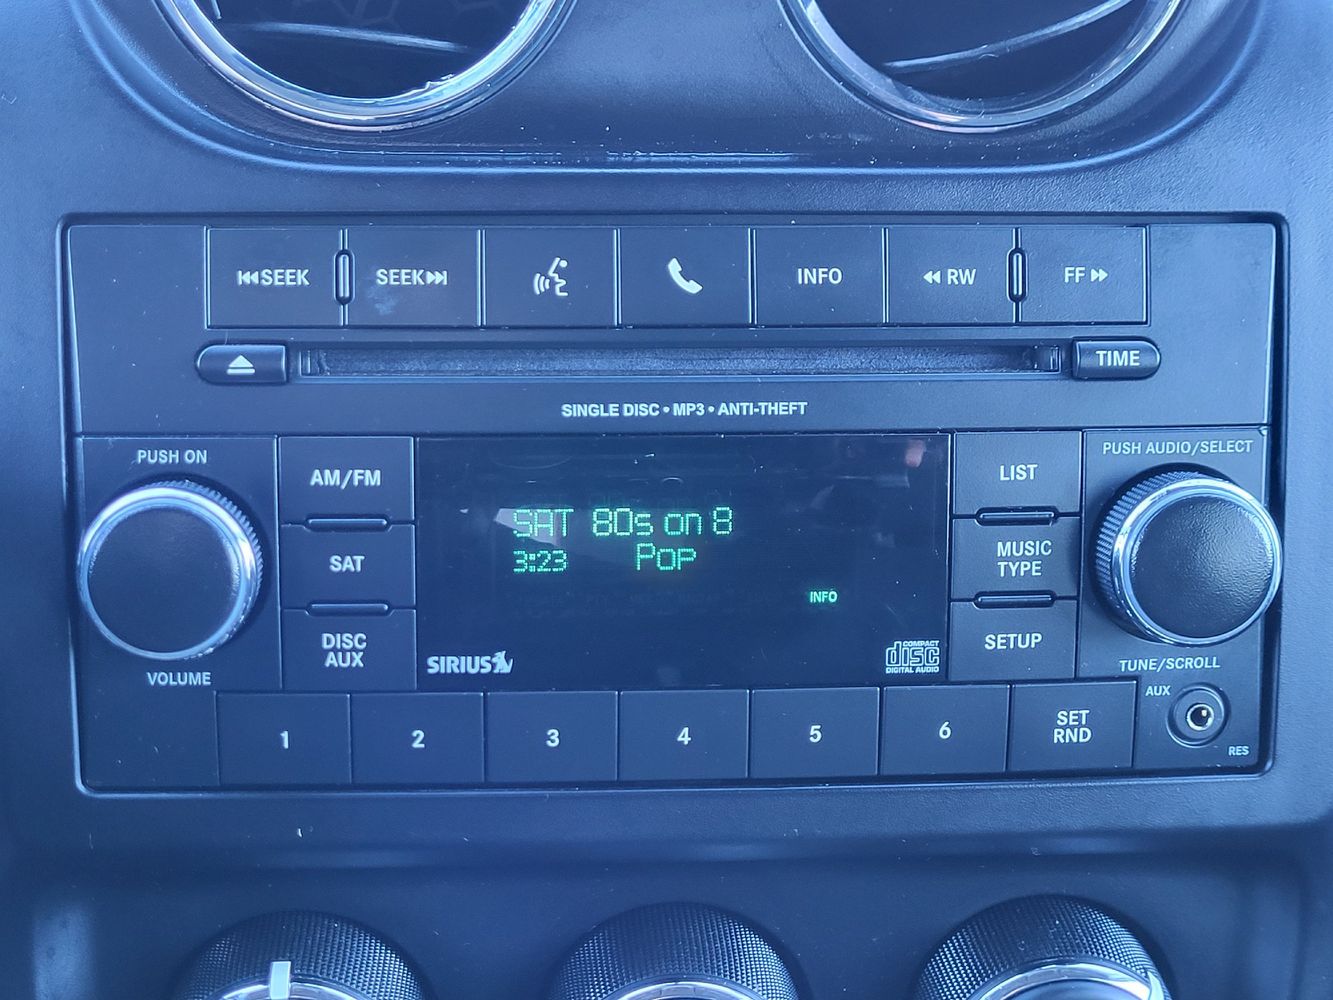 SEEK SEEK INFO RW FF
TIME
SINGLE DISC • MP3 • ANTI-THEFT
PUSH ON
PUSH AUDIO/SELECT
AM/FM
LIST
SAT 80s on 8
3:23 Pop
SAT
MUSIC
TYPE
INFO
DISC
AUX
SETUP
SIRIUS
COMPACT
disc
DIGITAL AUDIO
VOLUME
TUNE/SCROLL
AUX
RES
1 2 3 4 5 6 SET
RND